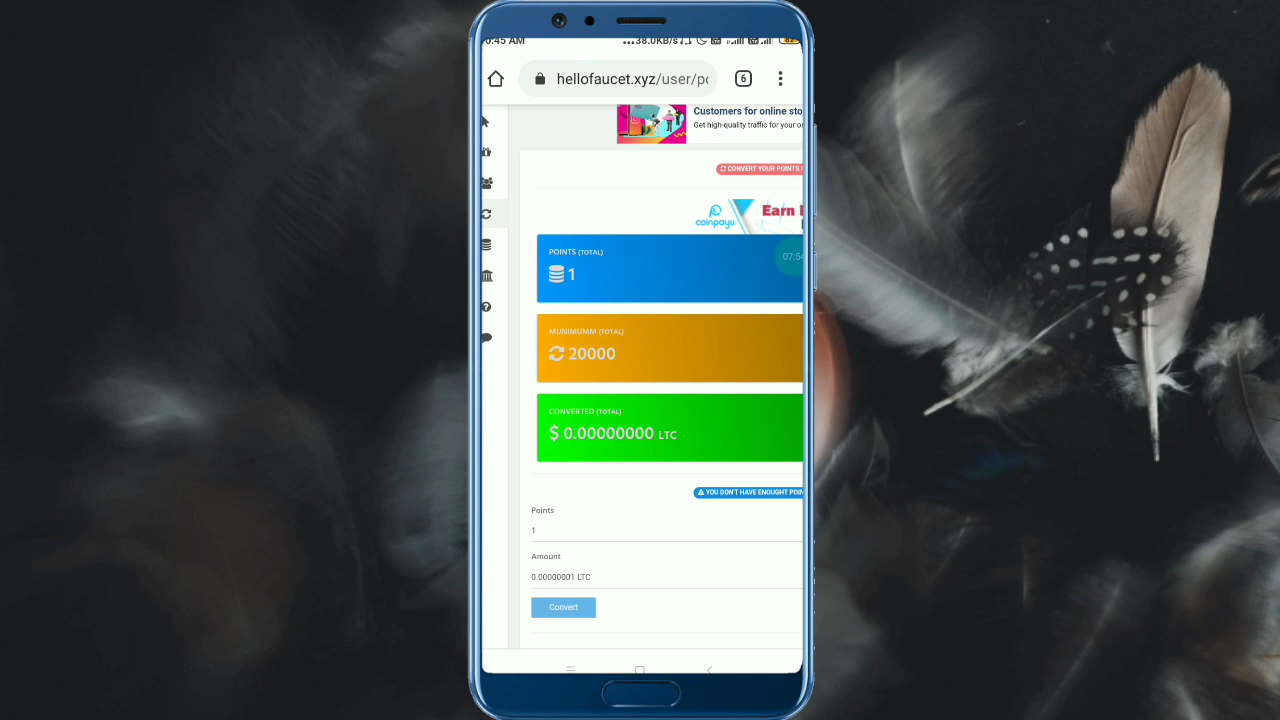 :45 AM
...38.0KB/s
hellofaucet.xyz/user/po
6
Customers for online sto
Get high-quality traffic for your o
CONVERT YOUR POINTS
coinpayu
Earn
POINTS (TOTAL)
1
07:54
MUNIMUMM (TOTAL)
20000
CONVERTED (TOTAL)
$ 0.00000000 LTC
YOU DON'T HAVE ENOUGHT POIN
Points
1
Amount
0.00000001 LTC
Convert